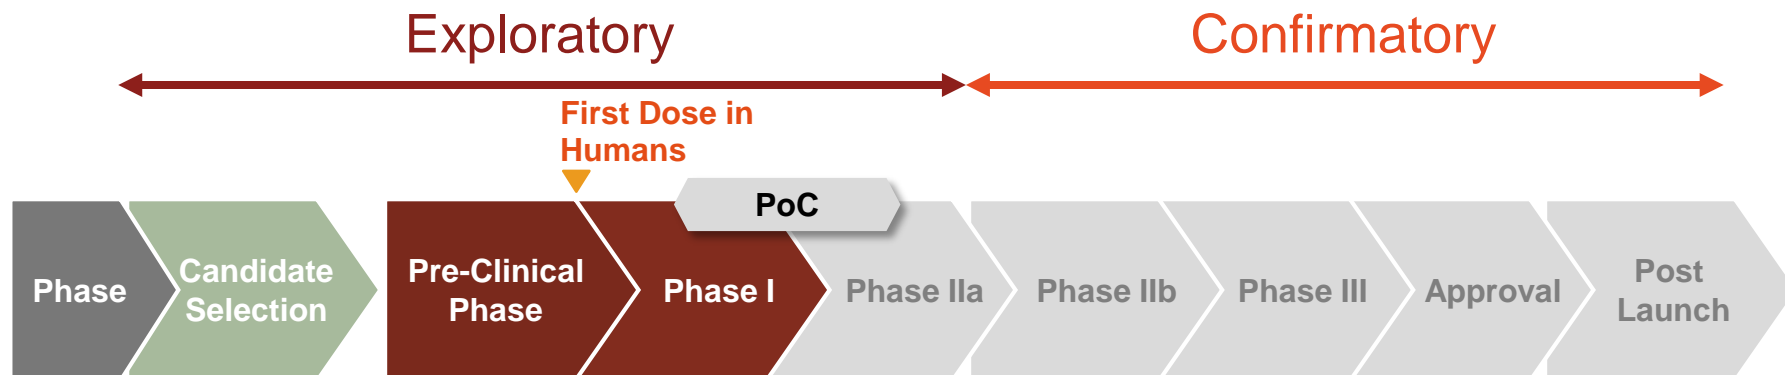 Exploratory
Confirmatory
First Dose in
Humans
PoC
Phase
Candidate
Selection
Pre-Clinical
Phase
Phase I
Phase IIa
Phase IIb
Phase III
Approval
Post
Launch